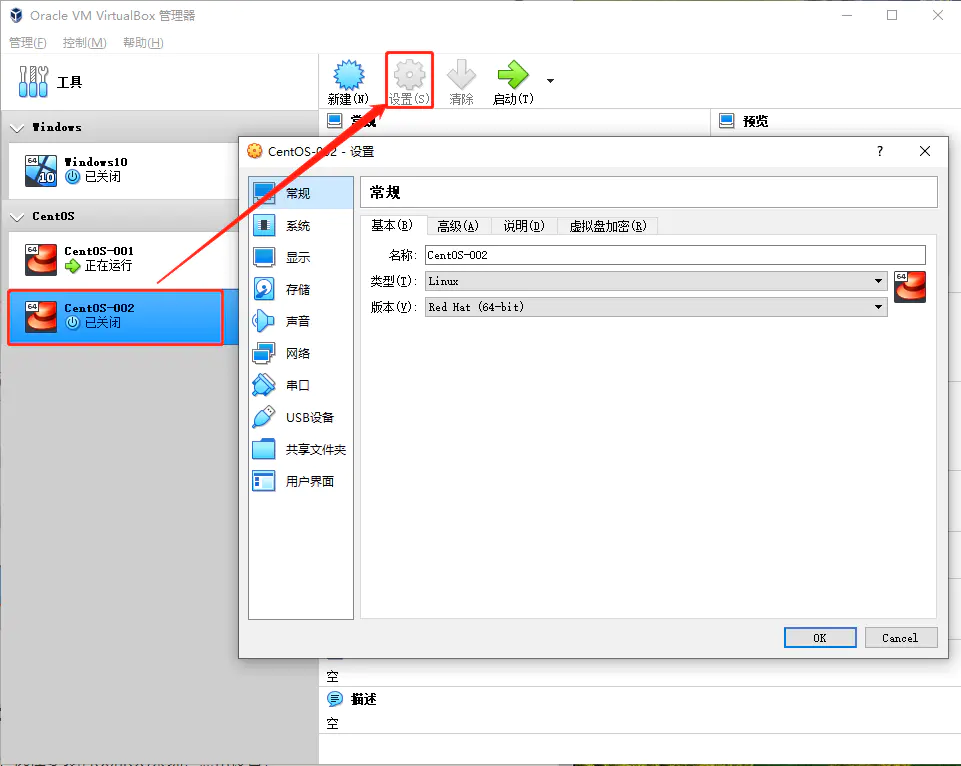 Oracle VM VirtualBox 管理器
管理(F) 控制(M) 帮助(H)
工具
新建(N) 设置(S) 清除 启动(T)
Windows
Windows10
已关闭
CentOS
CentOS-001
正在运行
CentOS-002
已关闭
常规
预览
CentOS-002 - 设置
常规
系统
显示
存储
声音
网络
串口
USB设备
共享文件夹
用户界面
常规
基本(B) 高级(A) 说明(D) 虚拟盘加密(R)
名称: CentOS-002
类型(T): Linux
版本(V): Red Hat (64-bit)
OK Cancel
空
描述
空